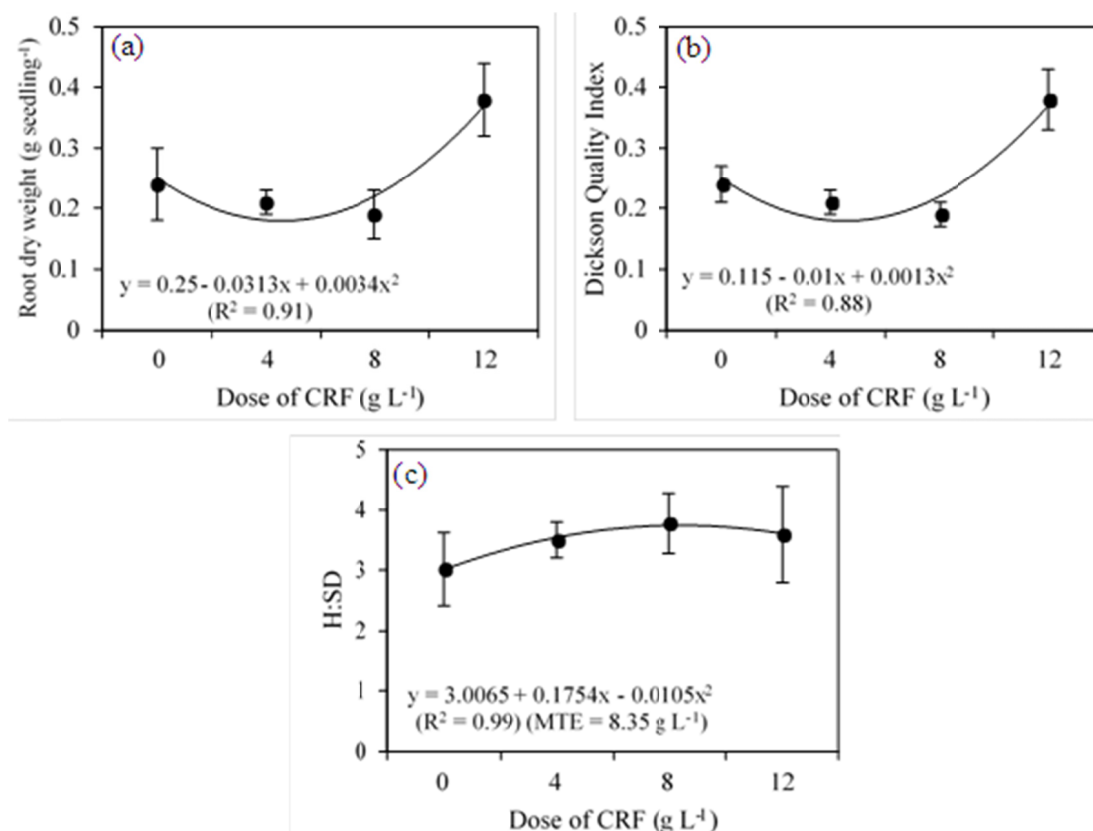 (a)
Root dry weight (g seedling-1)
0.5
0.4
0.3
0.2
0.1
0
y = 0.25 - 0.0313x + 0.0034x²
(R² = 0.91)
0 4 8 12
Dose of CRF (g L-1)
(b)
Dickson Quality Index
0.5
0.4
0.3
0.2
0.1
0
y = 0.115 - 0.01x + 0.0013x²
(R² = 0.88)
0 4 8 12
Dose of CRF (g L-1)
(c)
H:SD
5
4
3
2
1
0
y = 3.0065 + 0.1754x - 0.0105x²
(R² = 0.99) (MTE = 8.35 g L-1)
0 4 8 12
Dose of CRF (g L-1)